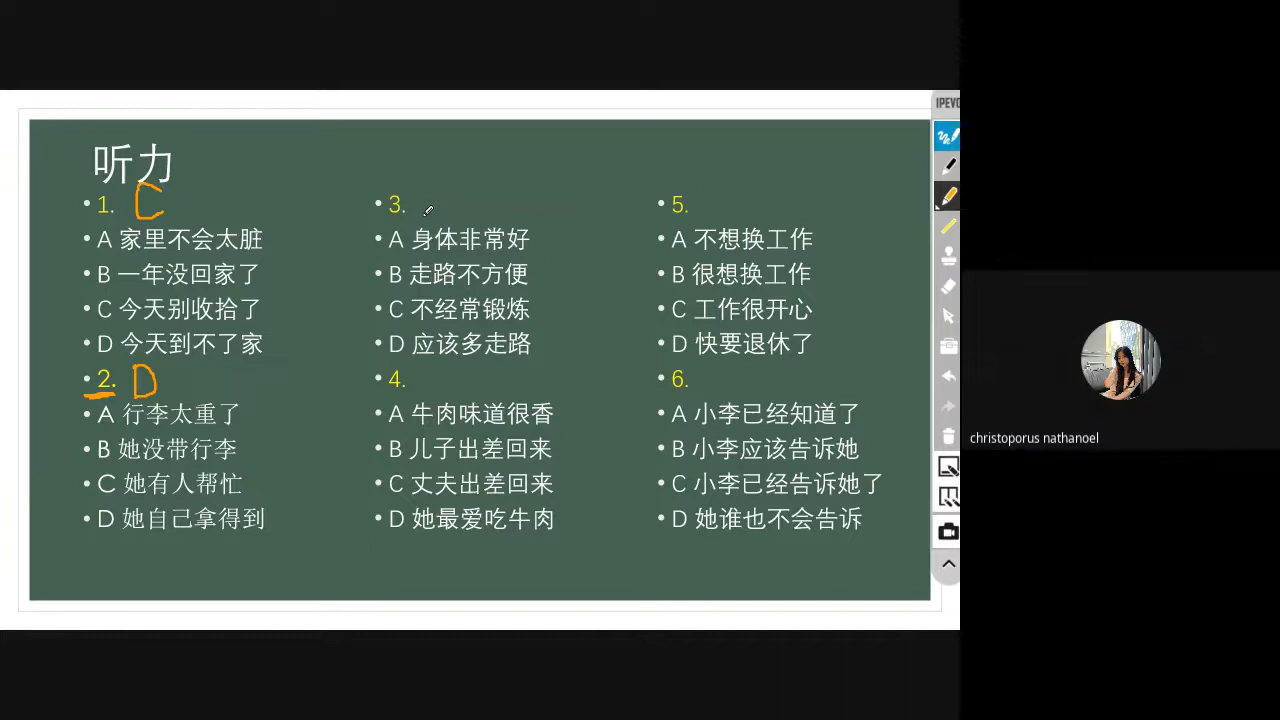 听力
1. C
A 家里不会太脏
B 一年没回家了
C 今天别收拾了
D 今天到不了家
2. D
A 行李太重了
B 她没带行李
C 她有人帮忙
D 她自己拿得到
3.
A 身体非常好
B 走路不方便
C 不经常锻炼
D 应该多走路
4.
A 牛肉味道很香
B 儿子出差回来
C 丈夫出差回来
D 她最爱吃牛肉
5.
A 不想换工作
B 很想换工作
C 工作很开心
D 快要退休了
6.
A 小李已经知道了
B 小李应该告诉她
C 小李已经告诉她了
D 她谁也不会告诉
IPEVO
christoporus nathanoel